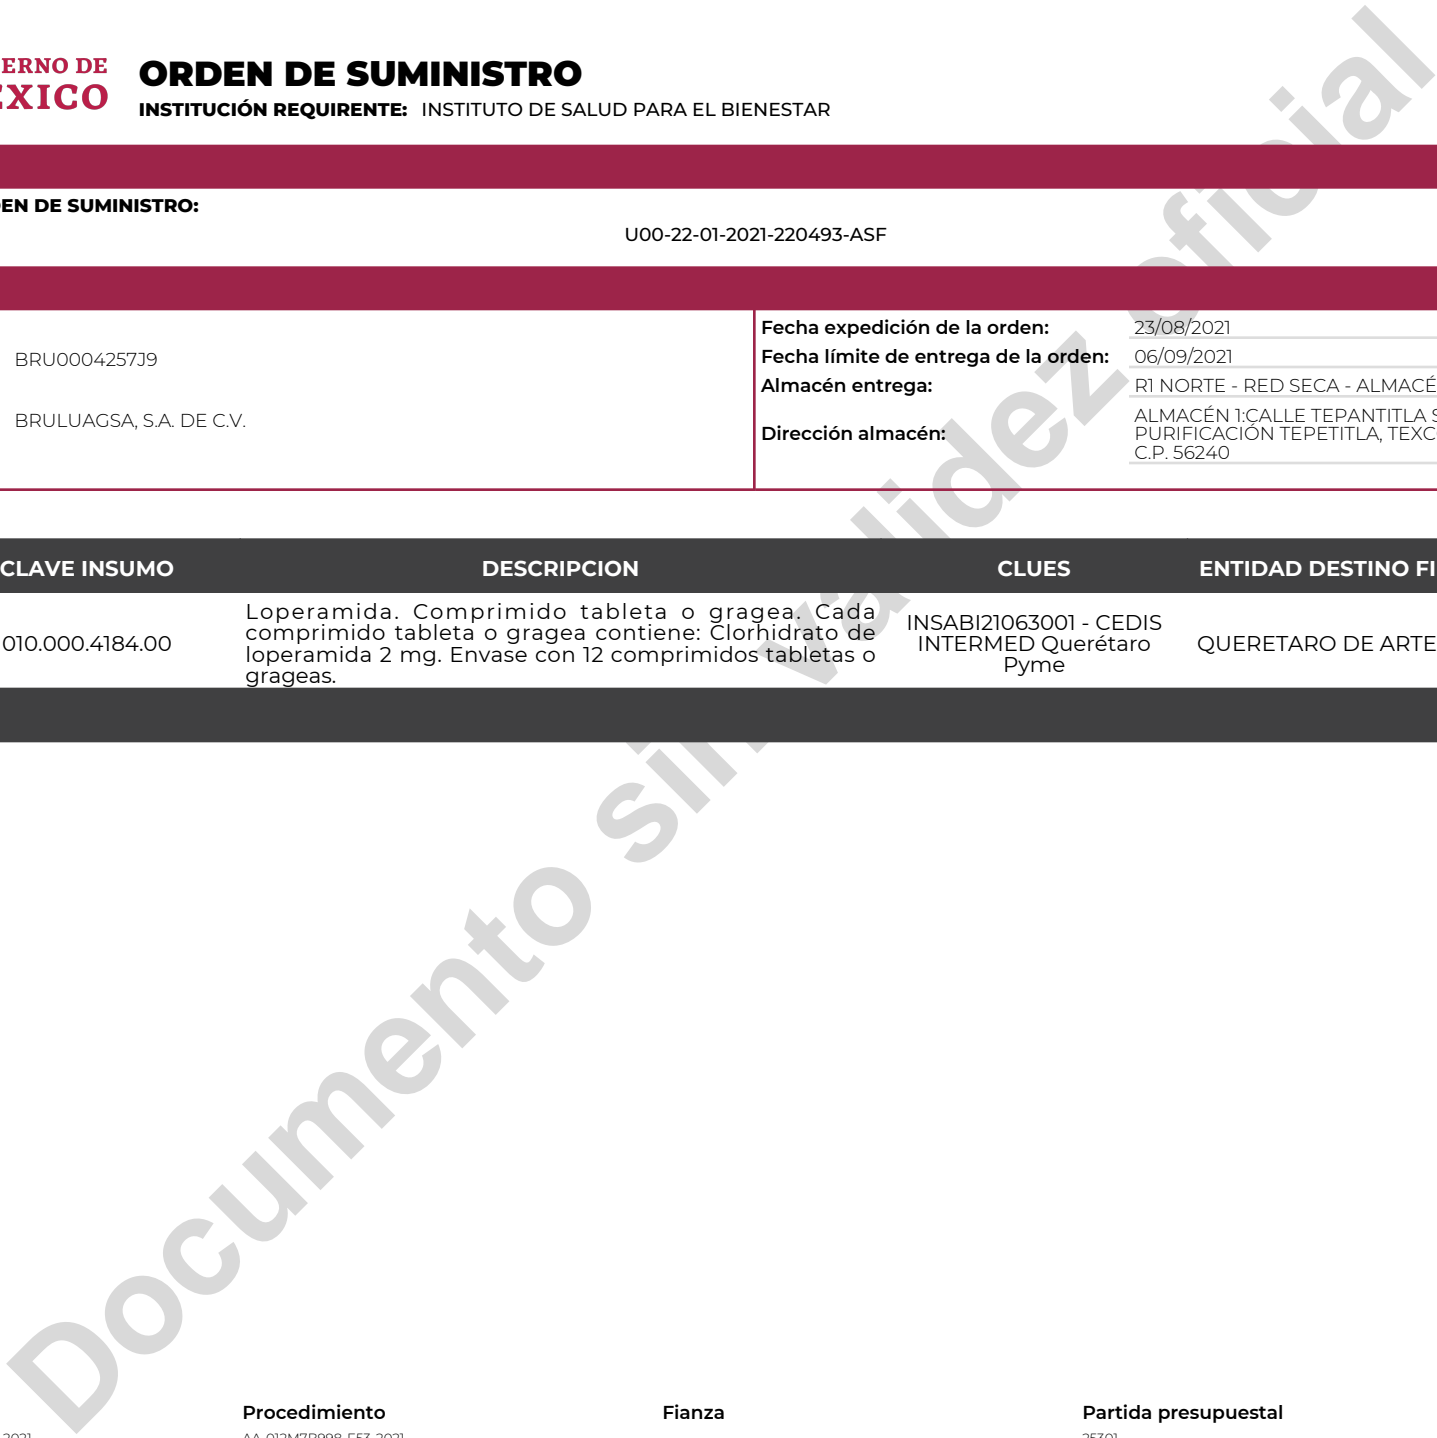 ERNO DE
EXICO
ORDEN DE SUMINISTRO
INSTITUCIÓN REQUIRENTE: INSTITUTO DE SALUD PARA EL BIENESTAR
EN DE SUMINISTRO:
U00-22-01-2021-220493-ASF
BRU0004257J9
BRULUAGSA, S.A. DE C.V.
Fecha expedición de la orden: 23/08/2021
Fecha límite de entrega de la orden: 06/09/2021
Almacén entrega: R1 NORTE - RED SECA - ALMACÉ
Dirección almacén:
ALMACÉN 1:CALLE TEPANTITLA S
PURIFICACIÓN TEPETITLA, TEXC
C.P. 56240
CLAVE INSUMO DESCRIPCION CLUES ENTIDAD DESTINO FI
010.000.4184.00
Loperamida. Comprimido tableta o gragea. Cada
comprimido tableta o gragea contiene: Clorhidrato de
loperamida 2 mg. Envase con 12 comprimidos tabletas o
grageas.
INSABI21063001 - CEDIS
INTERMED Querétaro
Pyme
QUERETARO DE ARTE
Documento sin validez oficial
Procedimiento Fianza Partida presupuestal